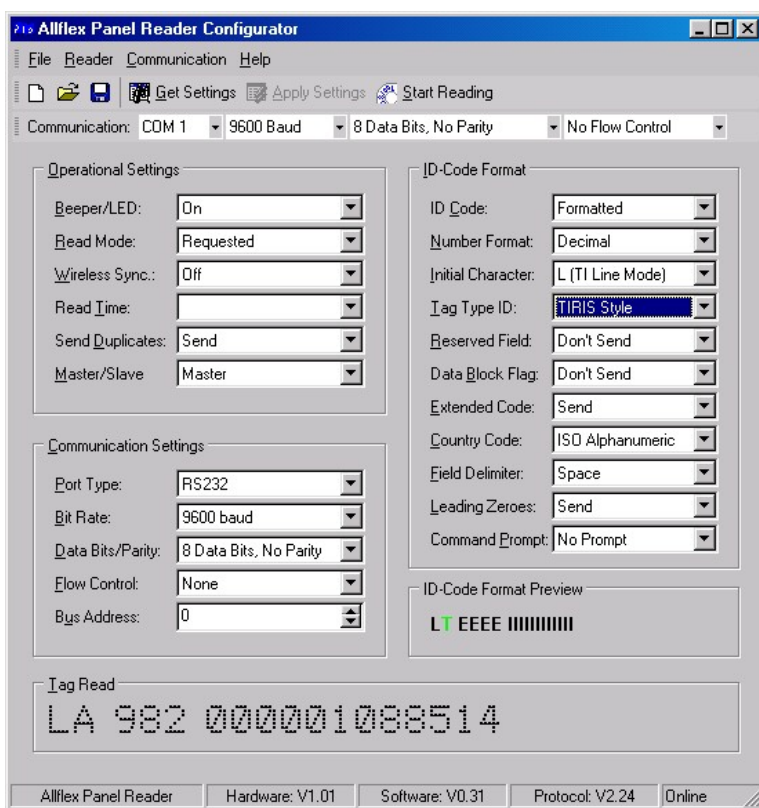 Allflex Panel Reader Configurator
File Reader Communication Help
Get Settings Apply Settings Start Reading
Communication: COM 1 9600 Baud 8 Data Bits, No Parity No Flow Control
Operational Settings
Beeper/LED: On
Read Mode: Requested
Wireless Sync.: Off
Read Time:
Send Duplicates: Send
Master/Slave Master
Communication Settings
Port Type: RS232
Bit Rate: 9600 baud
Data Bits/Parity: 8 Data Bits, No Parity
Flow Control: None
Bus Address: 0
ID-Code Format
ID Code: Formatted
Number Format: Decimal
Initial Character: L (TI Line Mode)
Tag Type ID: TIRIS Style
Reserved Field: Don't Send
Data Block Flag: Don't Send
Extended Code: Send
Country Code: ISO Alphanumeric
Field Delimiter: Space
Leading Zeroes: Send
Command Prompt: No Prompt
ID-Code Format Preview
LT EEEE IIIIIIIIIIII
Tag Read
LA 982 000001088514
Allflex Panel Reader Hardware: V1.01 Software: V0.31 Protocol: V2.24 Online